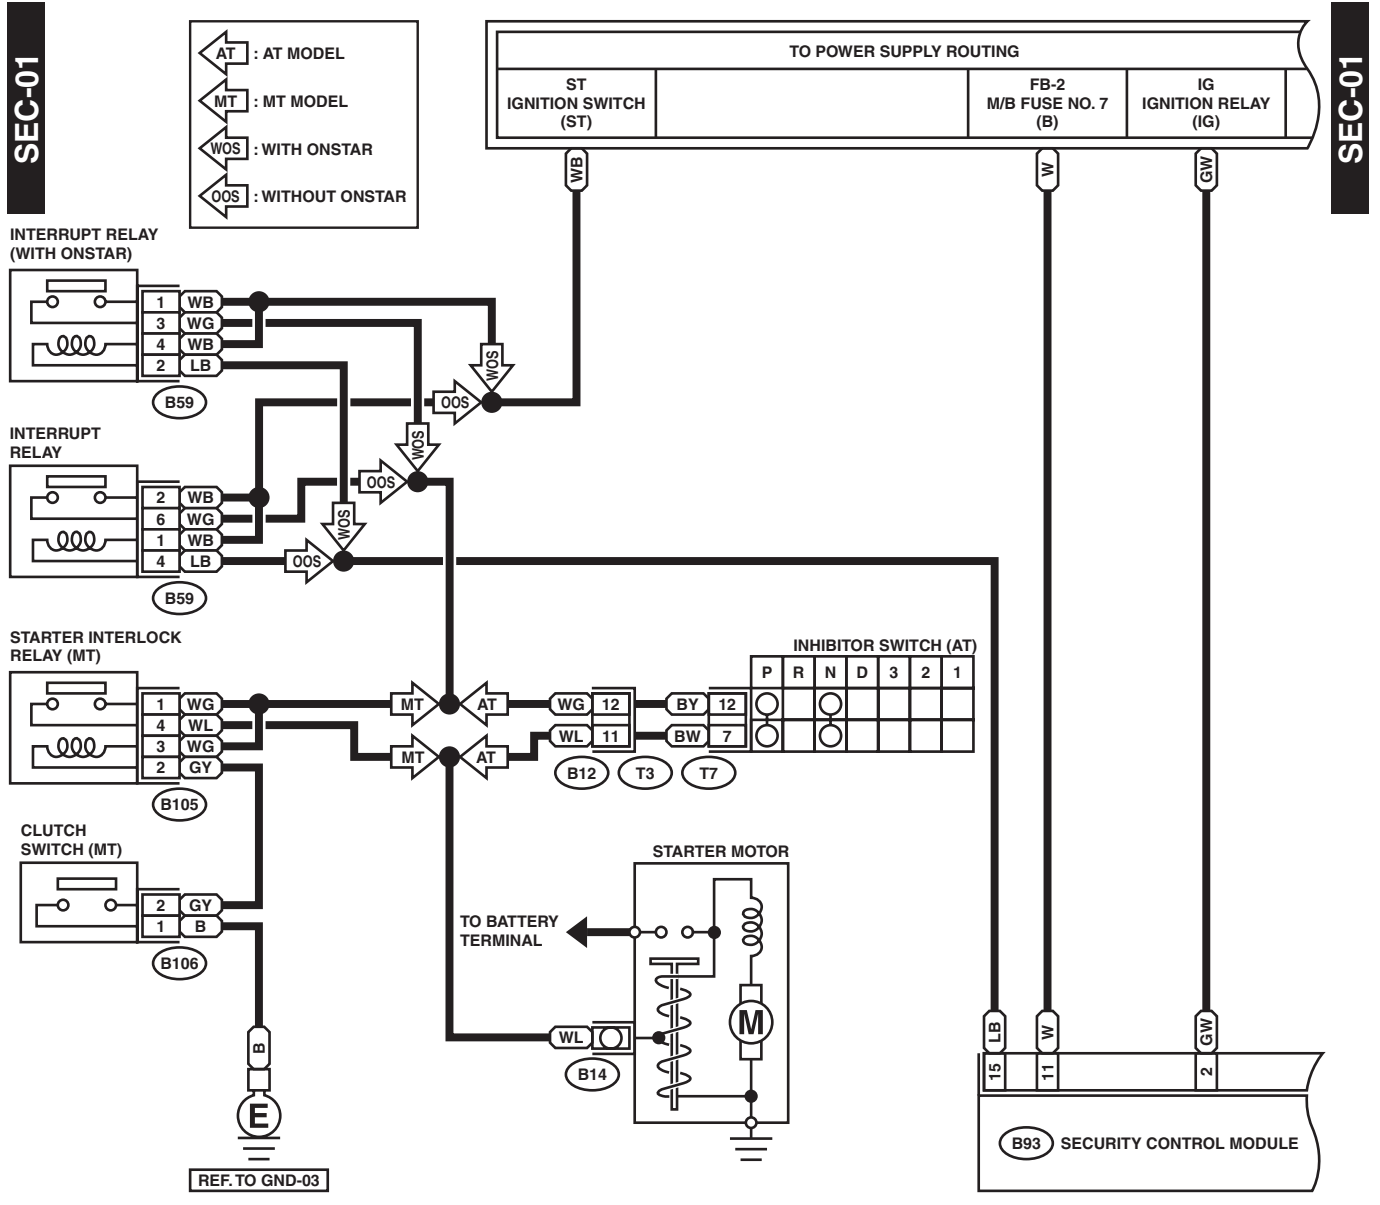 SEC-01
SEC-01
AT : AT MODEL
MT : MT MODEL
WOS : WITH ONSTAR
OOS : WITHOUT ONSTAR
TO POWER SUPPLY ROUTING
ST
IGNITION SWITCH
(ST)
FB-2
M/B FUSE NO. 7
(B)
IG
IGNITION RELAY
(IG)
WB
W
GW
INTERRUPT RELAY
(WITH ONSTAR)
1 WB
3 WG
4 WB
2 LB
B59
WOS
OOS
INTERRUPT
RELAY
WOS
OOS
2 WB
6 WG
1 WB
4 LB
WOS
OOS
B59
STARTER INTERLOCK
RELAY (MT)
1 WG
4 WL
3 WG
2 GY
B105
MT AT
MT AT
WG 12 BY 12
WL 11 BW 7
B12 T3 T7
INHIBITOR SWITCH (AT)
P R N D 3 2 1
CLUTCH
SWITCH (MT)
2 GY
1 B
B106
B
E
REF. TO GND-03
STARTER MOTOR
TO BATTERY
TERMINAL
M
WL
B14
LB W GW
15 11 2
B93 SECURITY CONTROL MODULE